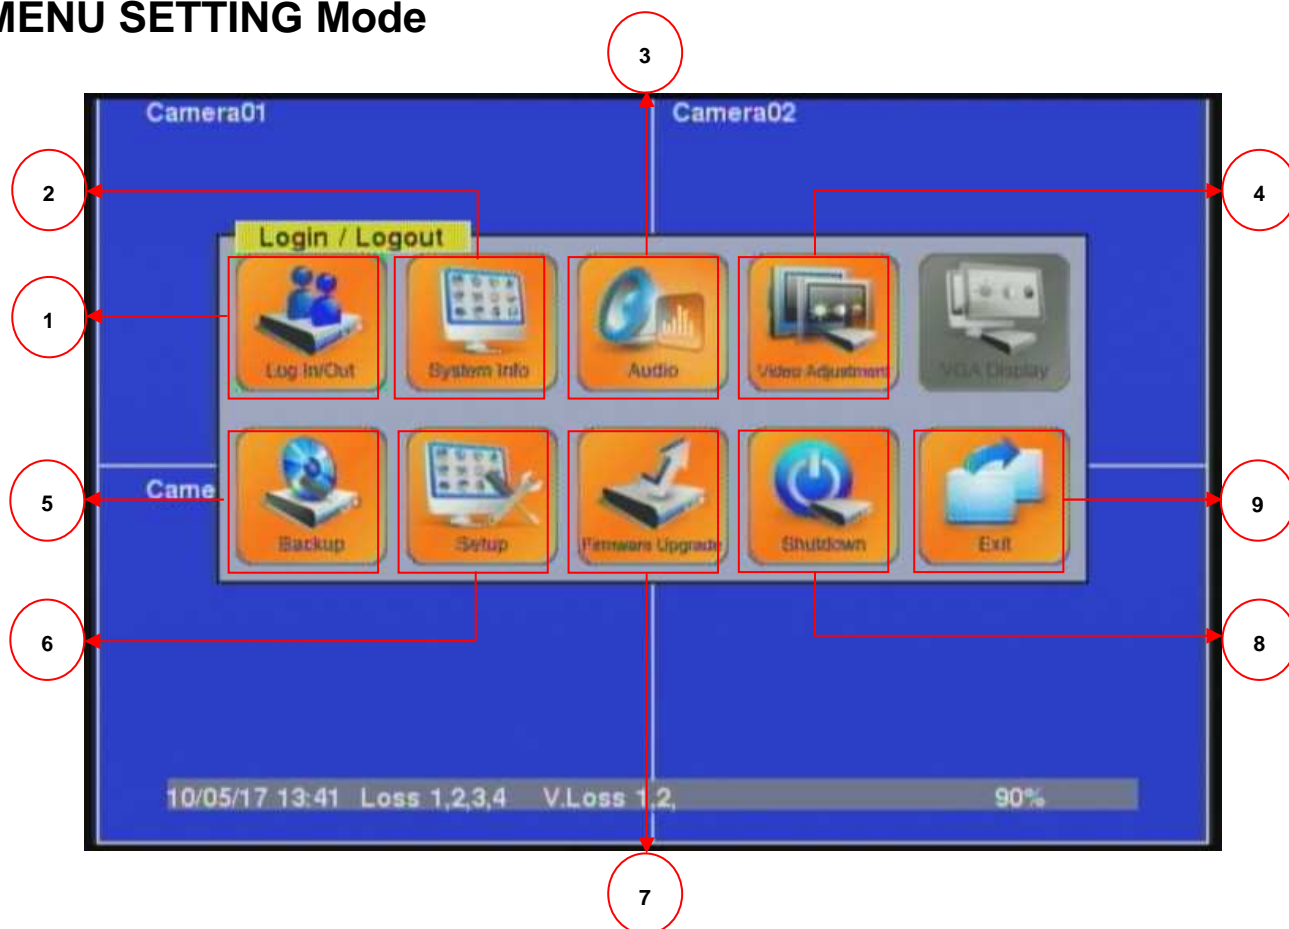 MENU SETTING Mode
3
Camera01 Camera02
2
4
Login / Logout
1
Log In/Out System Info Audio Video Adjustment VGA Display
5
Came
9
Backup Setup Firmware Upgrade Shutdown Exit
6
8
10/05/17 13:41 Loss 1,2,3,4 V.Loss 1,2, 90%
7